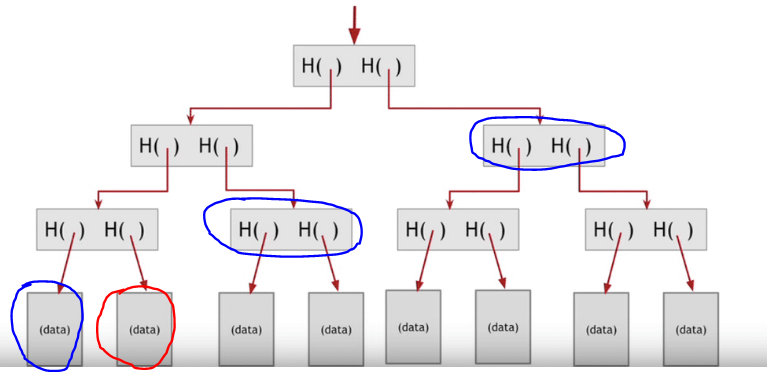 H( ) H( )
H( ) H( ) H( ) H( )
H( ) H( ) H( ) H( ) H( ) H( ) H( ) H( )
(data) (data) (data) (data) (data) (data) (data) (data)